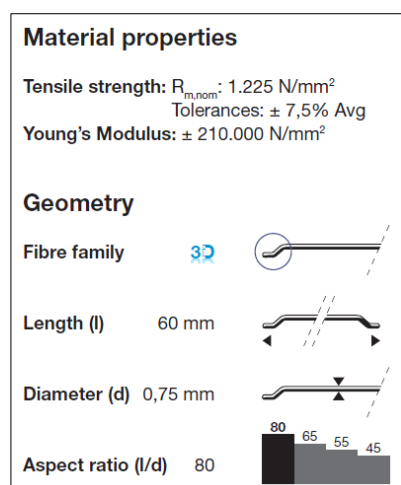 Material properties
Tensile strength: Rm,nom: 1.225 N/mm²
Tolerances: ± 7,5% Avg
Young's Modulus: ± 210.000 N/mm²
Geometry
Fibre family 3D
Length (l) 60 mm
Diameter (d) 0,75 mm
80 65 55 45
Aspect ratio (l/d) 80